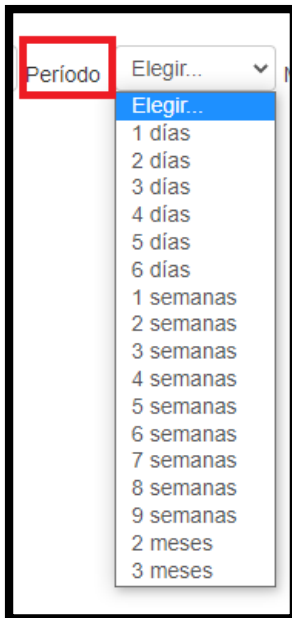 Período Elegir...
Elegir...
1 días
2 días
3 días
4 días
5 días
6 días
1 semanas
2 semanas
3 semanas
4 semanas
5 semanas
6 semanas
7 semanas
8 semanas
9 semanas
2 meses
3 meses